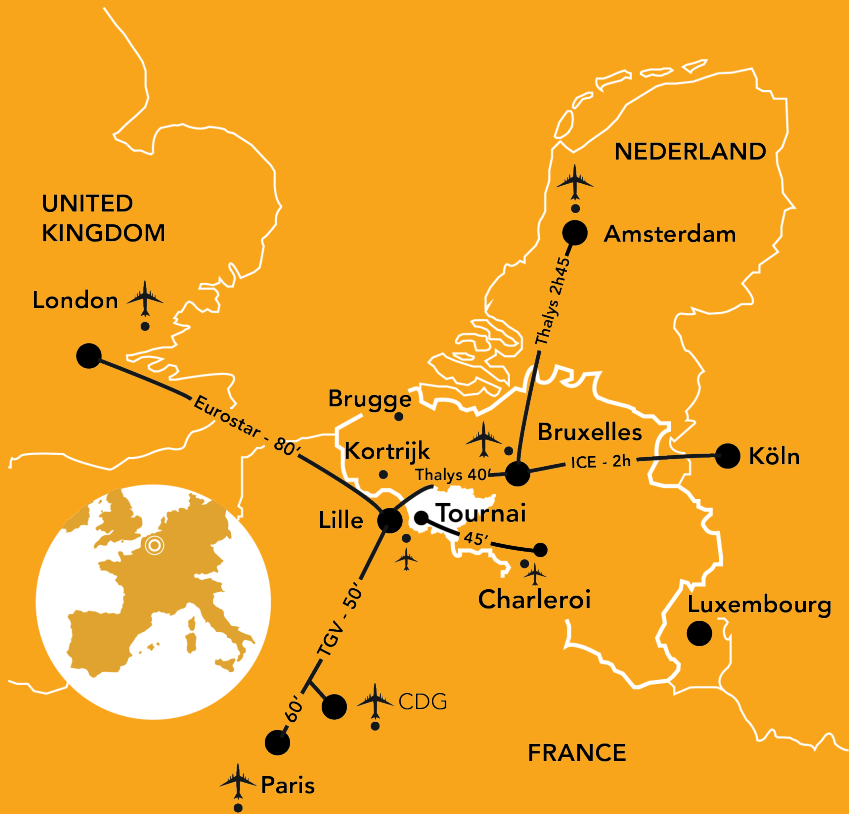 NEDERLAND
UNITED
KINGDOM
Amsterdam
London
Thalys 2h45
Brugge
Eurostar - 80'
Bruxelles
Kortrijk
Thalys 40'
ICE - 2h
Köln
Lille
Tournai
45'
Charleroi
Luxembourg
TGV - 50'
60'
CDG
FRANCE
Paris